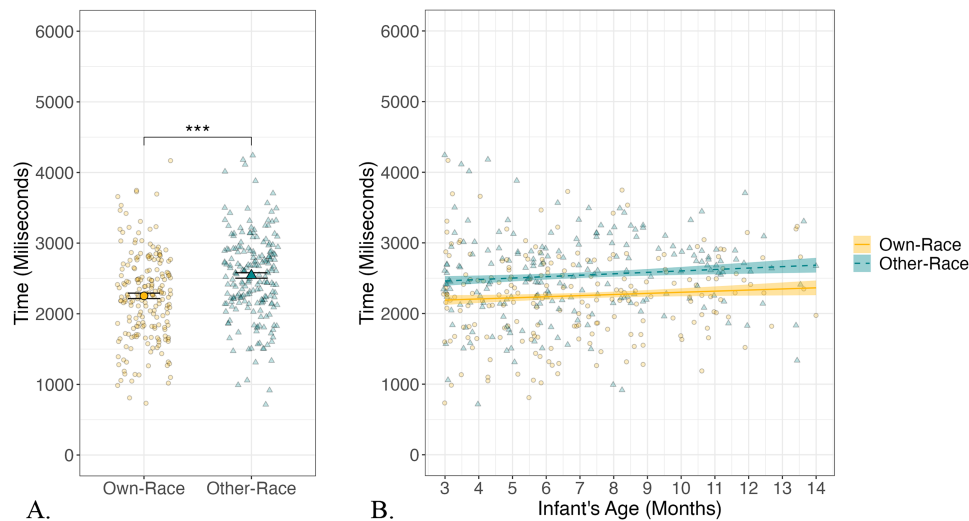 6000
5000
4000
3000
2000
1000
0
Time (Miliseconds)
***
Own-Race
Other-Race
A.
6000
5000
4000
3000
2000
1000
0
Time (Miliseconds)
3 4 5 6 7 8 9 10 11 12 13 14
Infant's Age (Months)
B.
Own-Race
Other-Race